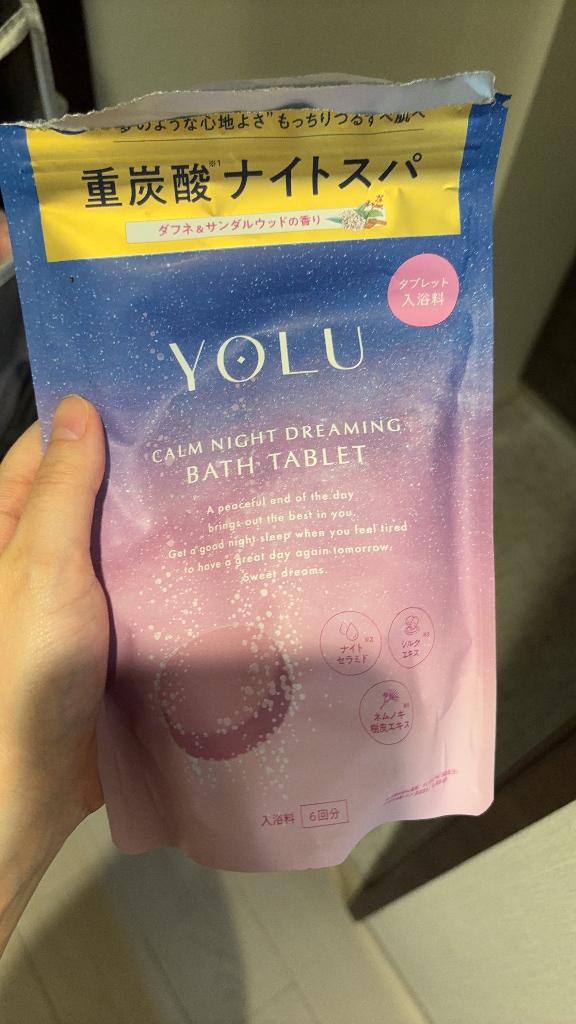 夢のような心地よさ"もっちりつるすべ肌へ
重炭酸※1 ナイトスパ
ダフネ&サンダルウッドの香り
タブレット
入浴料
YOLU
CALM NIGHT DREAMING
BATH TABLET
A peaceful end of the day
brings out the best in you.
Get a good night sleep when you feel tired
to have a great day again tomorrow.
Sweet dreams.
ナイト※2
セラミド
シルク※3
エキス
ネムノキ
樹皮エキス
入浴料 6回分